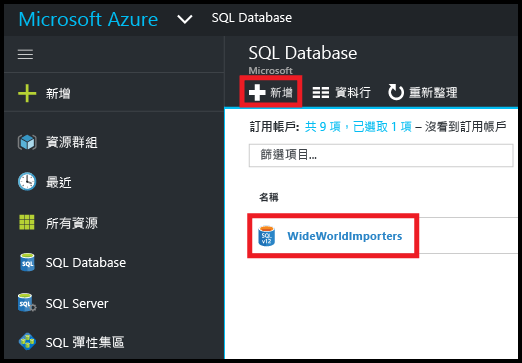 Microsoft Azure SQL Database
新增
資源群組
最近
所有資源
SQL Database
SQL Server
SQL 彈性集區
SQL Database
Microsoft
新增 資料行 重新整理
訂用帳戶: 共 9 項，已選取 1 項 – 沒看到訂用帳戶
篩選項目...
名稱
SQL v12 WideWorldImporters